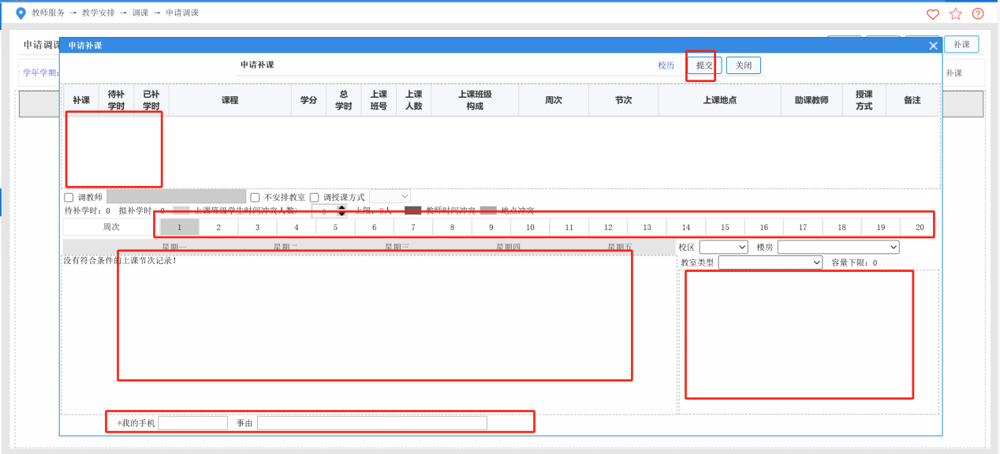 教师服务 → 教学安排 → 调课 → 申请调课
申请调课
申请补课
补课
申请补课
校历
提交
关闭
学年学期:
补课
补课 待补学时 已补学时 课程 学分 总学时 上课班号 上课人数 上课班级构成 周次 节次 上课地点 助课教师 授课方式 备注
调教师 不安排教室 调授课方式
待补学时: 0 拟补学时: 0 上课班级学生时间冲突人数> 0 上限: 0人 教师时间冲突 地点冲突
周次 1 2 3 4 5 6 7 8 9 10 11 12 13 14 15 16 17 18 19 20
星期一 星期二 星期三 星期四 星期五
校区 楼房
没有符合条件的上课节次记录!
教室类型 容量下限: 0
*我的手机 事由